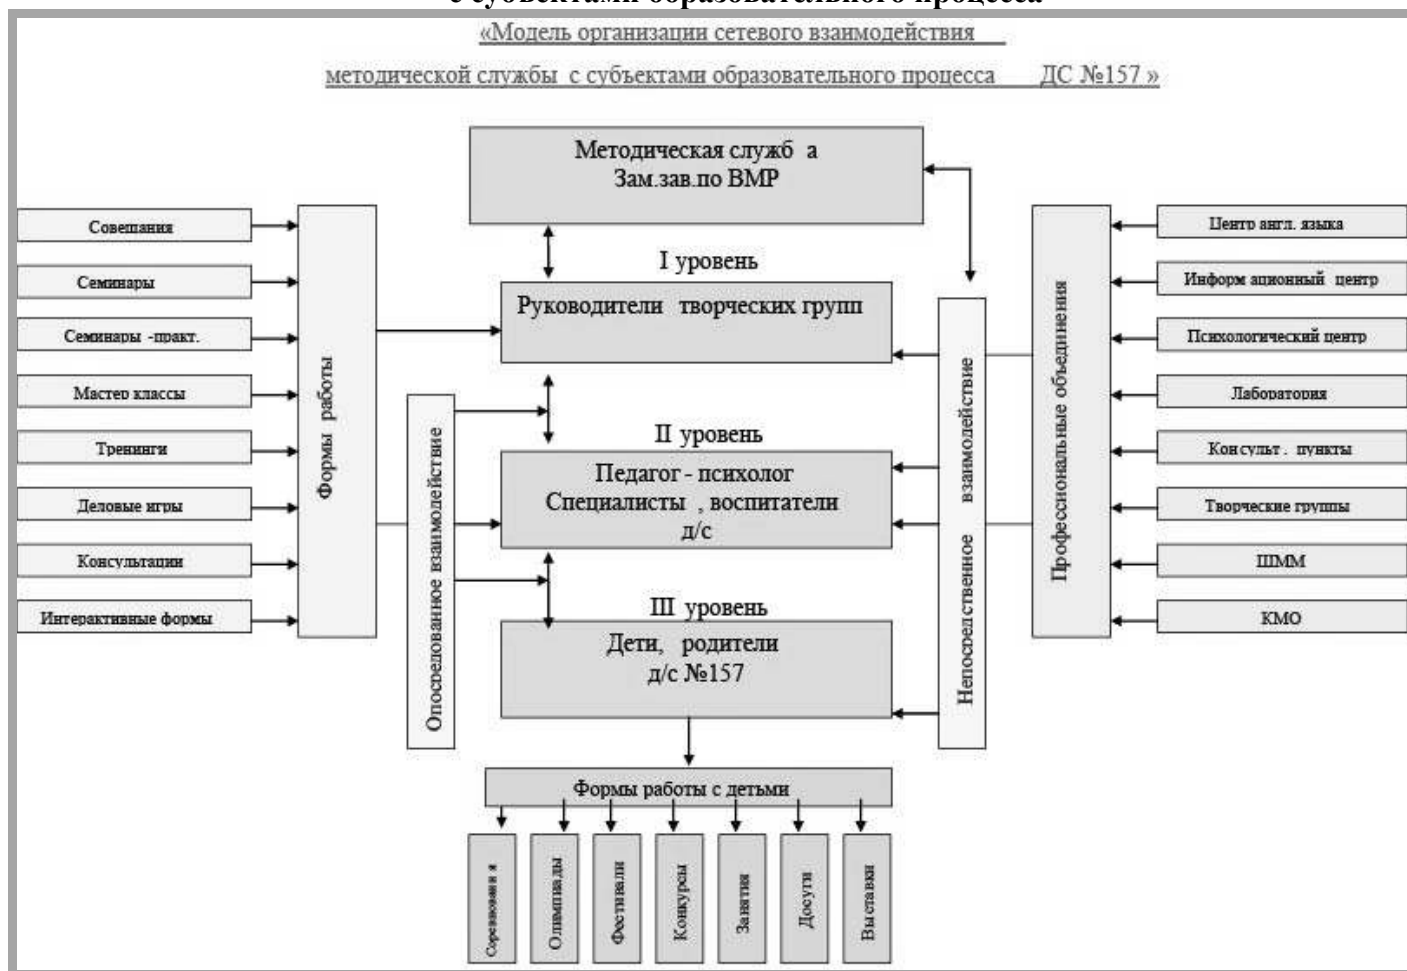 с субъектами образовательного процесса
«Модель организации сетевого взаимодействия
методической службы с субъектами образовательного процесса ДС №157 »
Методическая служб а
Зам.зав.по ВМР
I уровень
Руководители творческих групп
II уровень
Педагог - психолог
Специалисты , воспитатели
д/с
III уровень
Дети, родители
д/с №157
Совещания
Семинары
Семинары -практ.
Мастер классы
Тренинги
Деловые игры
Консультации
Интерактивные формы
Формы работы
Опосредованное взаимодействие
Непосредственное взаимодействие
Профессиональные объединения
Центр англ. языка
Информ ационный центр
Психологический центр
Лаборатория
Консульт . пункты
Творческие группы
ШММ
КМО
Формы работы с детьми
Соревновани я
Олимпиады
Фестивали
Конкурсы
Занятия
Досуги
Выставки